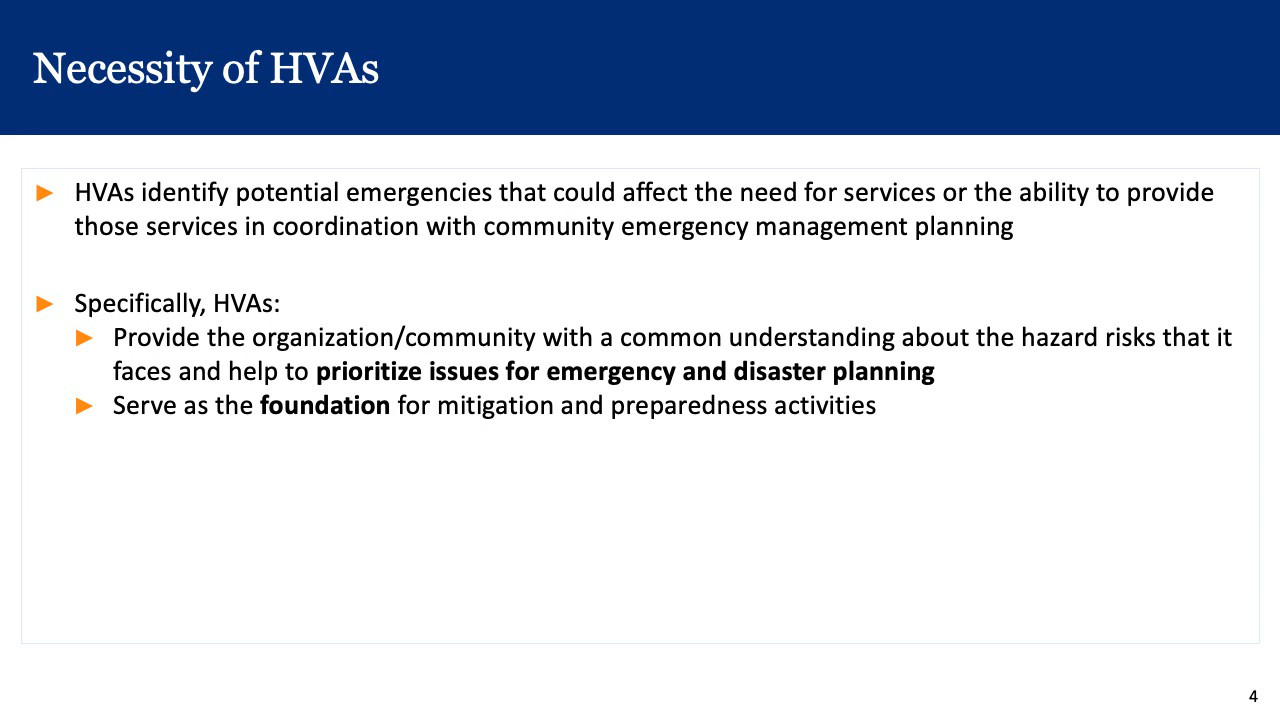 Necessity of HVAs
► HVAs identify potential emergencies that could affect the need for services or the ability to provide
those services in coordination with community emergency management planning
► Specifically, HVAs:
► Provide the organization/community with a common understanding about the hazard risks that it
faces and help to prioritize issues for emergency and disaster planning
► Serve as the foundation for mitigation and preparedness activities
4